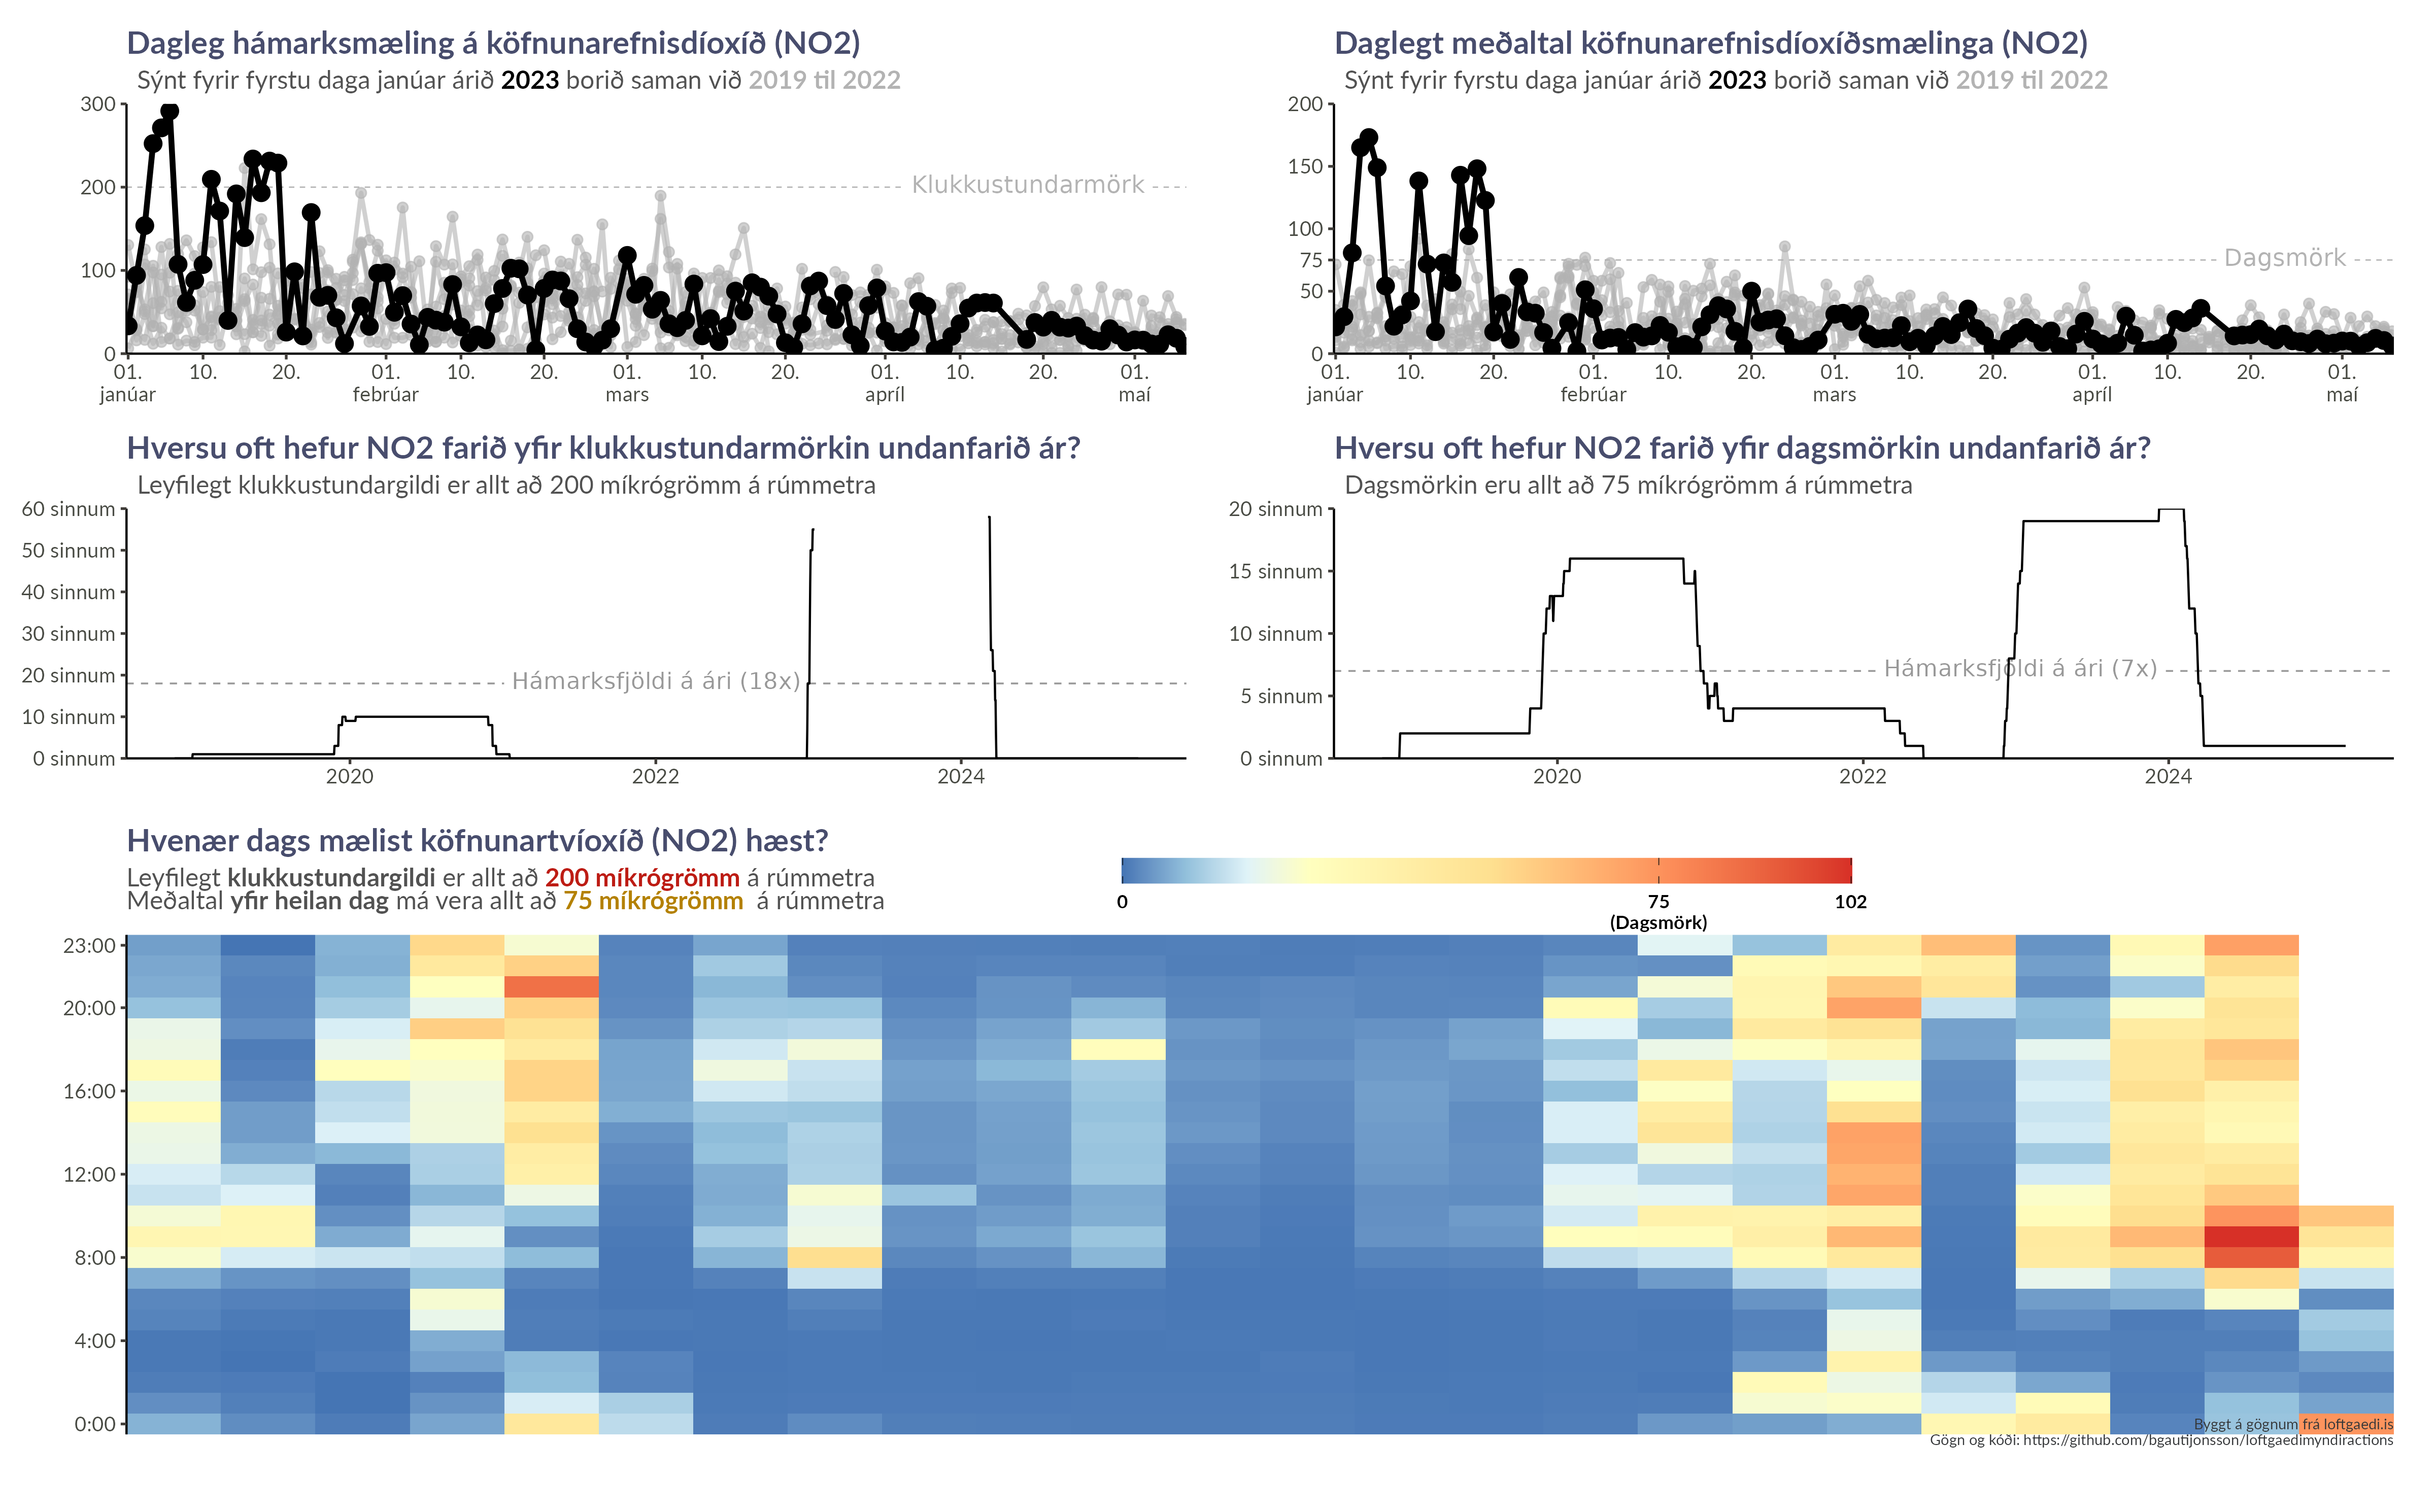 Dagleg hámarksmæling á köfnunarefnisdíoxíð (NO2)
Sýnt fyrir fyrstu daga janúar árið 2023 borið saman við 2019 til 2022
300
200
100
0
Klukkustundarmörk
01. 10. 20. 01. 10. 20. 01. 10. 20. 01. 10. 20. 01.
janúar febrúar mars apríl maí
Daglegt meðaltal köfnunarefnisdíoxíðsmælinga (NO2)
Sýnt fyrir fyrstu daga janúar árið 2023 borið saman við 2019 til 2022
200
150
100
75
50
0
Dagsmörk
01. 10. 20. 01. 10. 20. 01. 10. 20. 01. 10. 20. 01.
janúar febrúar mars apríl maí
Hversu oft hefur NO2 farið yfir klukkustundarmörkin undanfarið ár?
Leyfilegt klukkustundargildi er allt að 200 míkrógrömm á rúmmetra
60 sinnum
50 sinnum
40 sinnum
30 sinnum
20 sinnum
10 sinnum
0 sinnum
Hámarksfjöldi á ári (18x)
2020 2022 2024
Hversu oft hefur NO2 farið yfir dagsmörkin undanfarið ár?
Dagsmörkin eru allt að 75 míkrógrömm á rúmmetra
20 sinnum
15 sinnum
10 sinnum
5 sinnum
0 sinnum
Hámarksfjöldi á ári (7x)
2020 2022 2024
Hvenær dags mælist köfnunartvíoxíð (NO2) hæst?
Leyfilegt klukkustundargildi er allt að 200 míkrógrömm á rúmmetra
Meðaltal yfir heilan dag má vera allt að 75 míkrógrömm á rúmmetra
0 75 102
(Dagsmörk)
23:00
20:00
16:00
12:00
8:00
4:00
0:00
Byggt á gögnum frá loftgaedi.is
Gögn og kóði: https://github.com/bgautijonsson/loftgaedimyndiractions